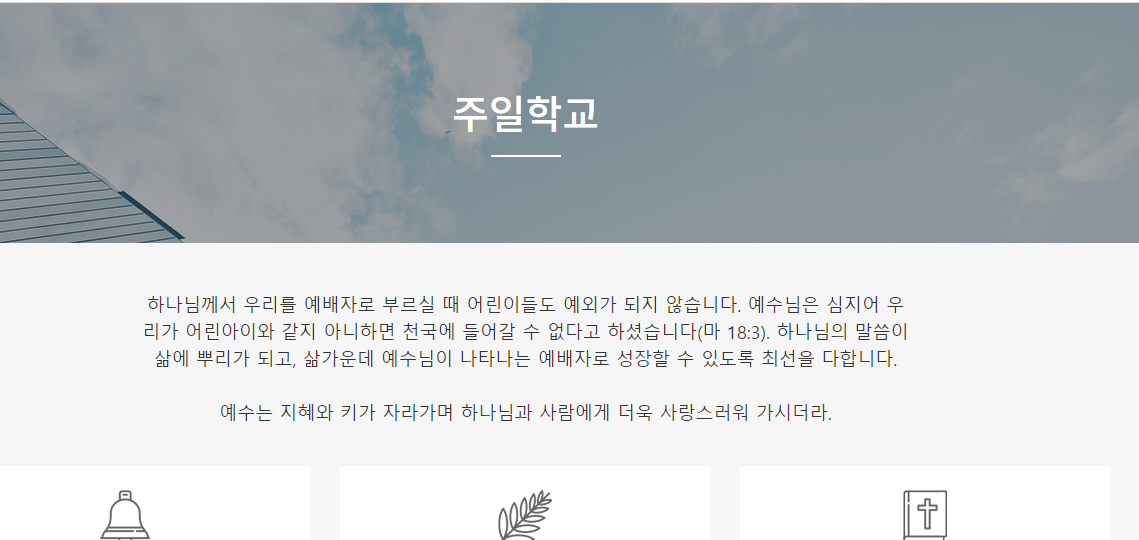 주일학교
하나님께서 우리를 예배자로 부르실 때 어린이들도 예외가 되지 않습니다. 예수님은 심지어 우
리가 어린아이와 같지 아니하면 천국에 들어갈 수 없다고 하셨습니다(마 18:3). 하나님의 말씀이
삶에 뿌리가 되고, 삶가운데 예수님이 나타나는 예배자로 성장할 수 있도록 최선을 다합니다.
예수는 지혜와 키가 자라가며 하나님과 사람에게 더욱 사랑스러워 가시더라.